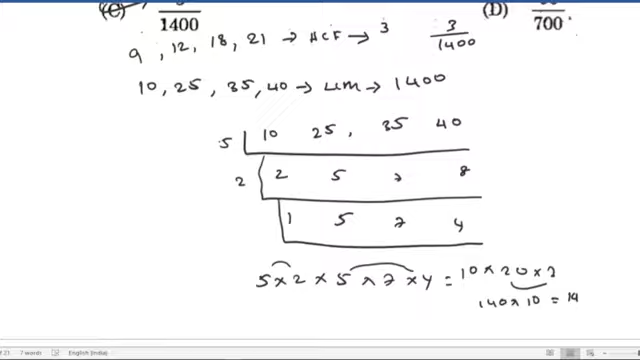 (C) 1400 (D) 700
9, 12, 18, 21 → HCF → 3 3/1400
10, 25, 35, 40 → LCM → 1400
5 | 10 25, 35 40
2 | 2 5 7 8
1 5 7 4
5×2×5×7×4 = 10×20×7
140×10 = 14
7 words English (India)